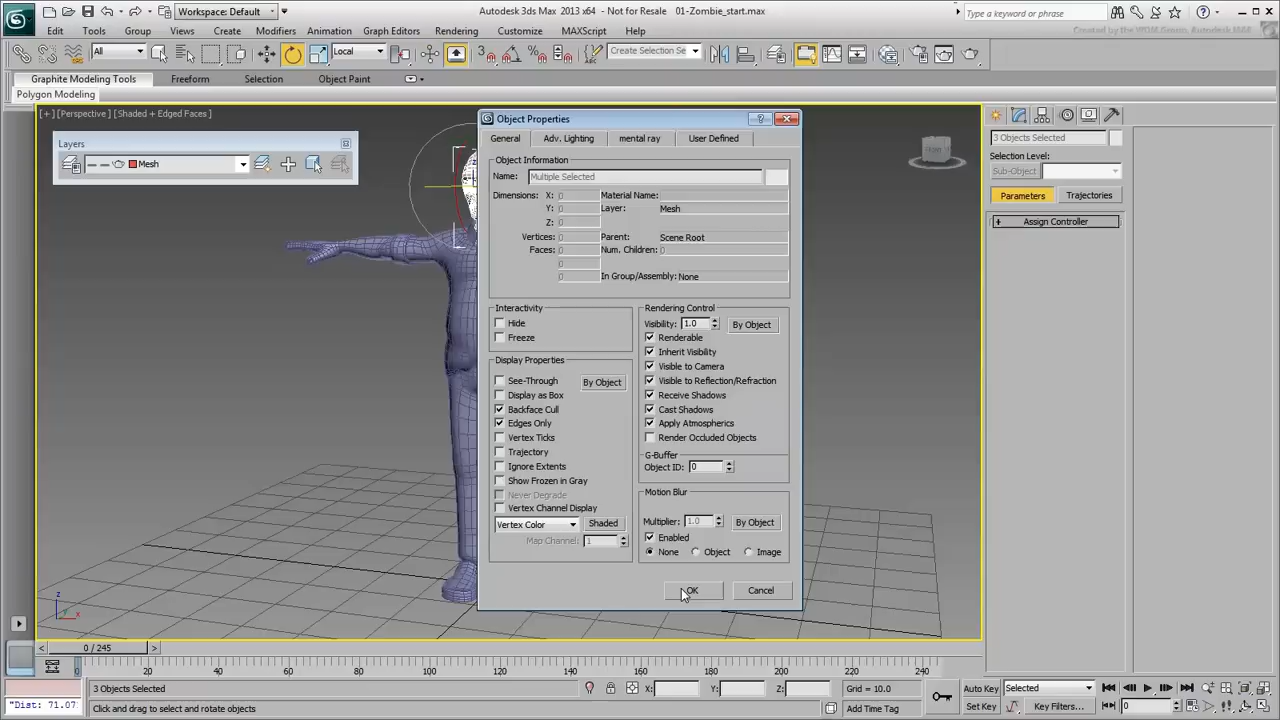 Workspace: Default
Autodesk 3ds Max 2013 x64 - Not for Resale 01-Zombie_start.max
Type a keyword or phrase
Edit Tools Group Views Create Modifiers Animation Graph Editors Rendering Customize MAXScript Help
All
Local
Create Selection Se
Graphite Modeling Tools Freeform Selection Object Paint
Polygon Modeling
[+] [Perspective ] [Shaded + Edged Faces ]
Layers
Mesh
Object Properties
General Adv. Lighting mental ray User Defined
Object Information
Name: Multiple Selected
Dimensions: X: 0 Material Name:
Y: 0 Layer: Mesh
Z: 0
Vertices: 0 Parent: Scene Root
Faces: 0 Num. Children: 0
0
0 In Group/Assembly: None
Interactivity
Hide
Freeze
Display Properties
See-Through By Object
Display as Box
Backface Cull
Edges Only
Vertex Ticks
Trajectory
Ignore Extents
Show Frozen in Gray
Never Degrade
Vertex Channel Display
Vertex Color Shaded
Map Channel: 1
Rendering Control
Visibility: 1.0 By Object
Renderable
Inherit Visibility
Visible to Camera
Visible to Reflection/Refraction
Receive Shadows
Cast Shadows
Apply Atmospherics
Render Occluded Objects
G-Buffer
Object ID: 0
Motion Blur
Multiplier: 1.0 By Object
Enabled
None Object Image
OK Cancel
3 Objects Selected
Selection Level:
Sub-Object
Parameters Trajectories
+ Assign Controller
z
x
0 / 245
0 20 40 60 80 100 120 140 160 180 200 220 240
3 Objects Selected X: Y: Z: Grid = 10.0 Auto Key Selected
"Dist: 71.07 Click and drag to select and rotate objects Add Time Tag Set Key Key Filters... 0